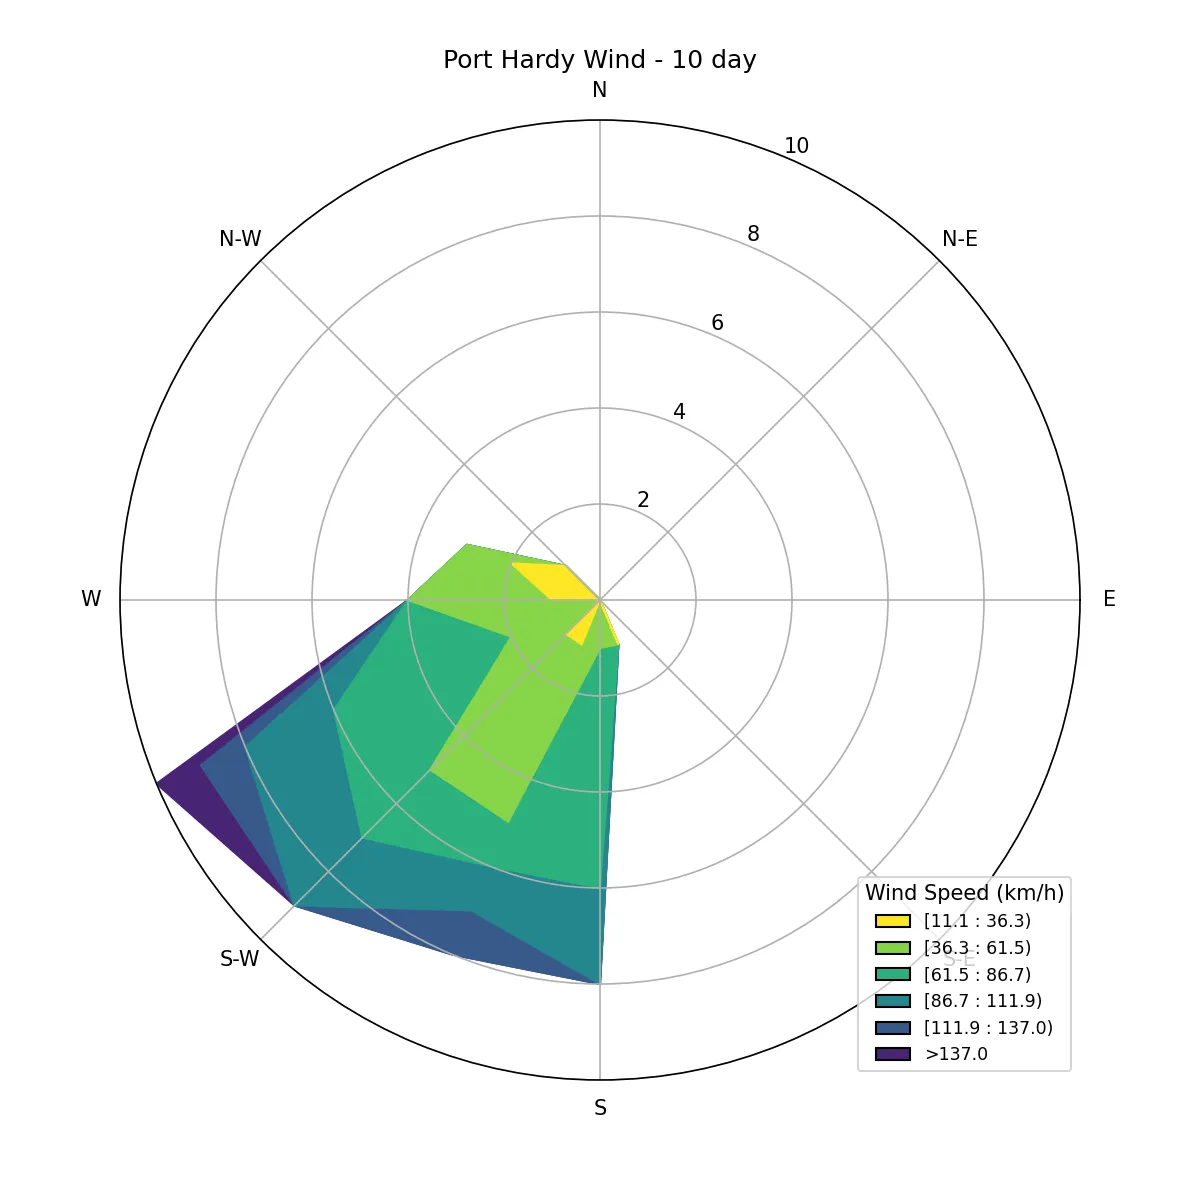 Port Hardy Wind - 10 day
N
10
N-W
N-E
8
6
4
2
W
E
S-W
S-E
Wind Speed (km/h)
[11.1 : 36.3)
[36.3 : 61.5)
[61.5 : 86.7)
[86.7 : 111.9)
[111.9 : 137.0)
>137.0
S